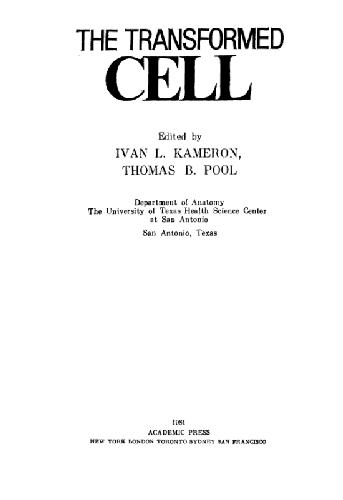 THE TRANSFORMED
CELL
Edited by
IVAN L. KAMERON,
THOMAS B. POOL
Department of Anatomy
The University of Texas Health Science Center
at San Antonio
San Antonio, Texas
1981
ACADEMIC PRESS
NEW YORK LONDON TORONTO SYDNEY SAN FRANCISCO